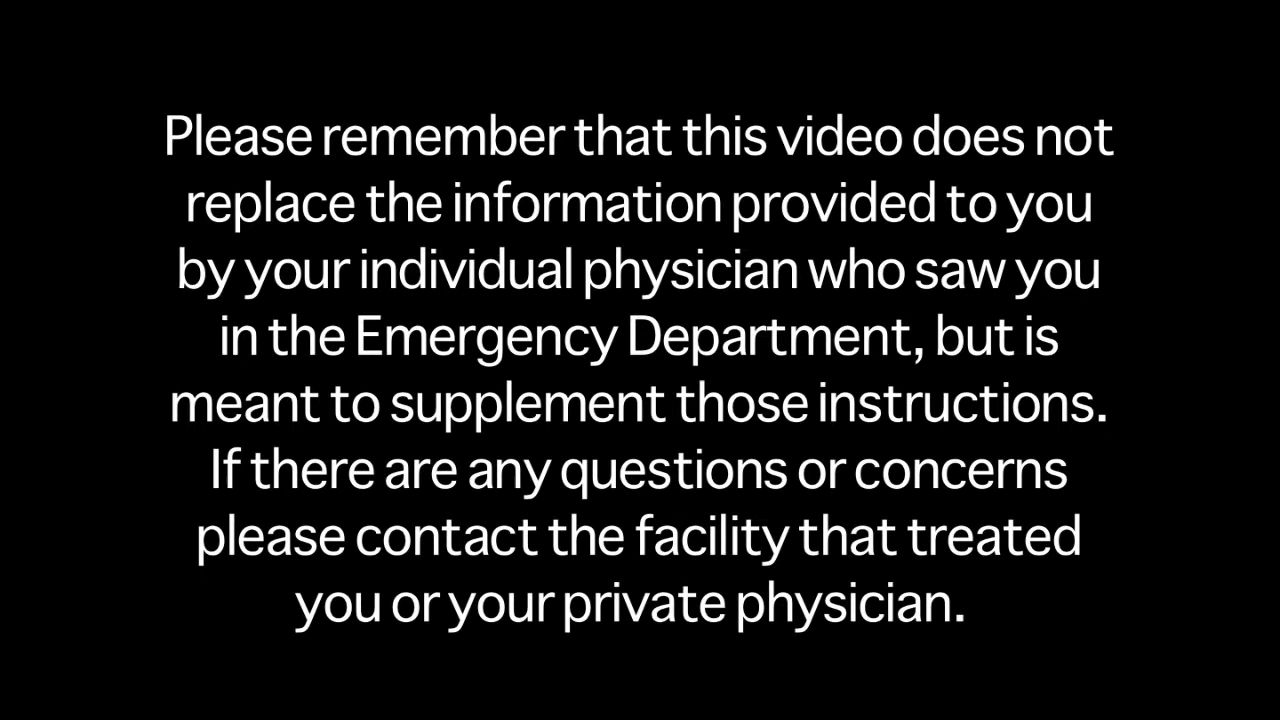 Please remember that this video does not
replace the information provided to you
by your individual physician who saw you
in the Emergency Department, but is
meant to supplement those instructions.
If there are any questions or concerns
please contact the facility that treated
you or your private physician.